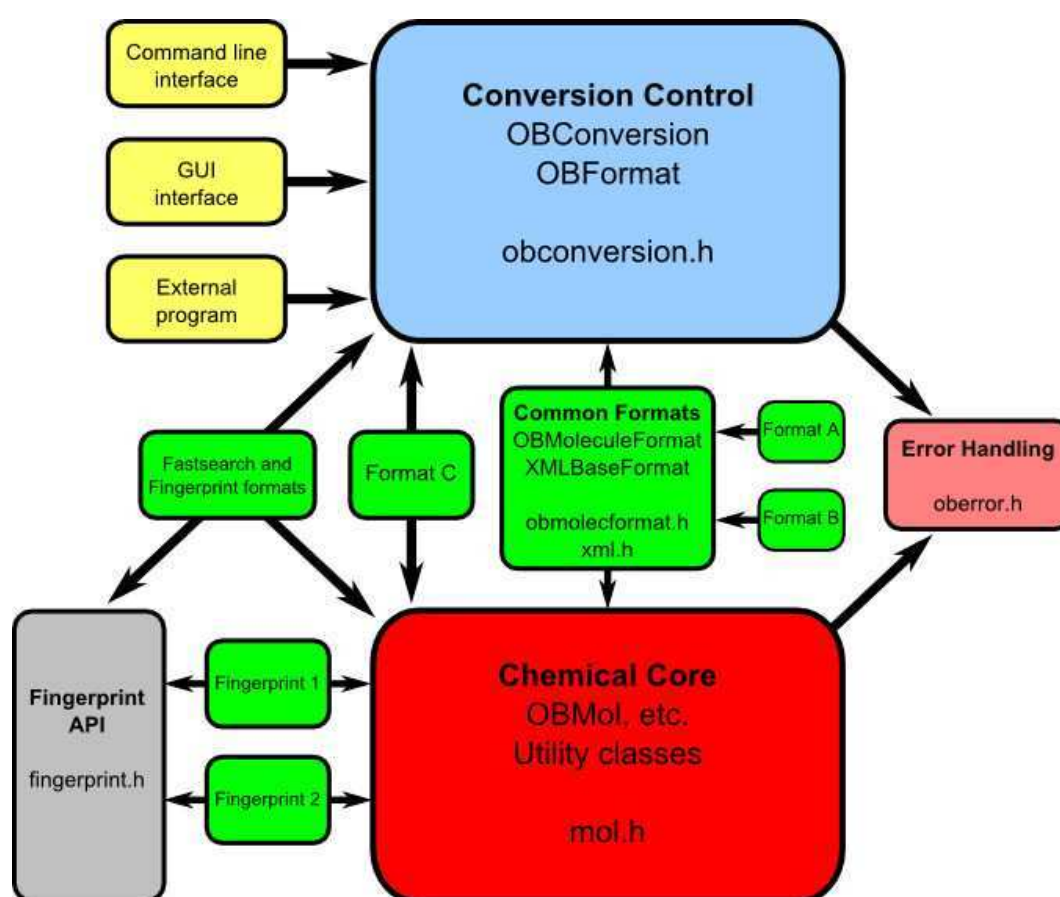 Command line
interface
GUI
interface
External
program
Conversion Control
OBConversion
OBFormat
obconversion.h
Fastsearch and
Fingerprint formats
Format C
Common Formats
OBMoleculeFormat
XMLBaseFormat
obmolecformat.h
xml.h
Format A
Format B
Error Handling
oberror.h
Fingerprint
API
fingerprint.h
Fingerprint 1
Fingerprint 2
Chemical Core
OBMol, etc.
Utility classes
mol.h